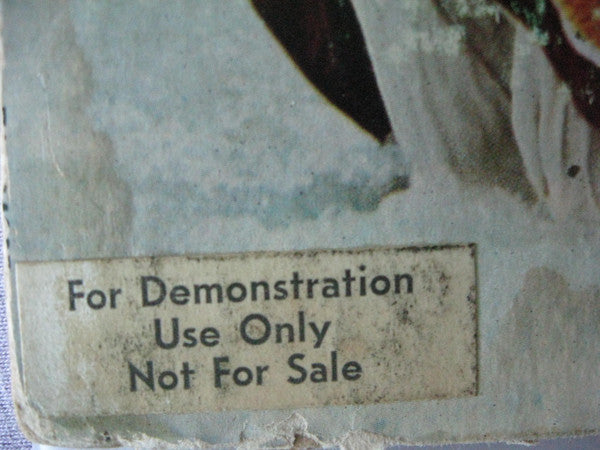 For Demonstration
Use Only
Not For Sale